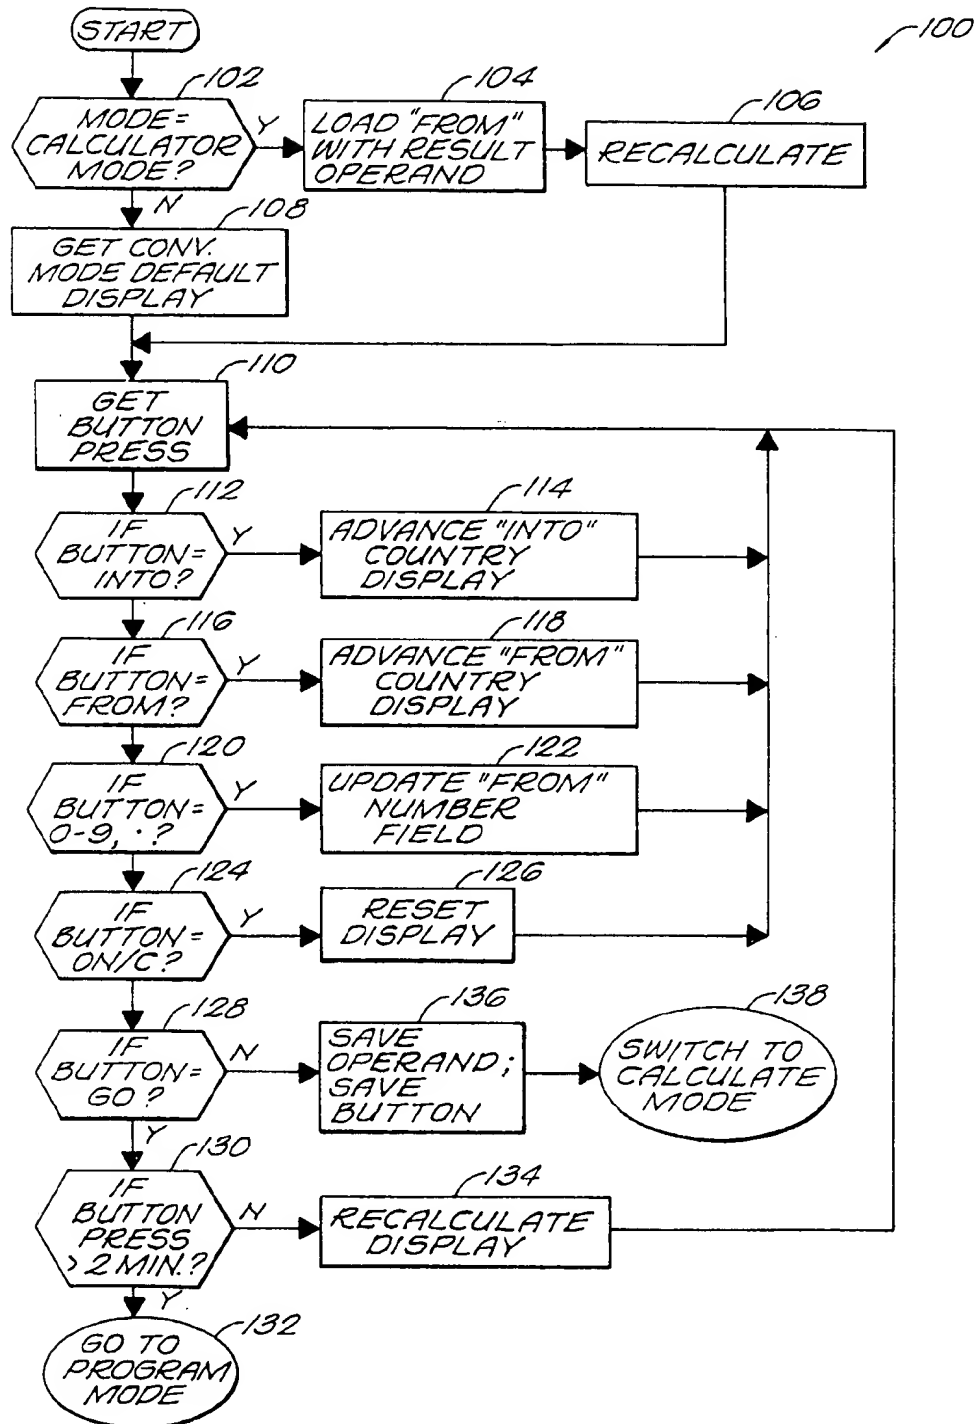 START
100
102
MODE=
CALCULATOR
MODE?
Y
104
LOAD "FROM"
WITH RESULT
OPERAND
106
RECALCULATE
N
108
GET CONV.
MODE DEFAULT
DISPLAY
110
GET
BUTTON
PRESS
112
IF
BUTTON=
INTO?
Y
114
ADVANCE "INTO"
COUNTRY
DISPLAY
116
IF
BUTTON=
FROM?
Y
118
ADVANCE "FROM"
COUNTRY
DISPLAY
120
IF
BUTTON=
0-9, ·?
Y
122
UPDATE "FROM"
NUMBER
FIELD
124
IF
BUTTON=
ON/C?
Y
126
RESET
DISPLAY
128
IF
BUTTON=
GO?
N
136
SAVE
OPERAND;
SAVE
BUTTON
138
SWITCH TO
CALCULATE
MODE
Y
130
IF
BUTTON
PRESS
>2 MIN.?
N
134
RECALCULATE
DISPLAY
Y
132
GO TO
PROGRAM
MODE